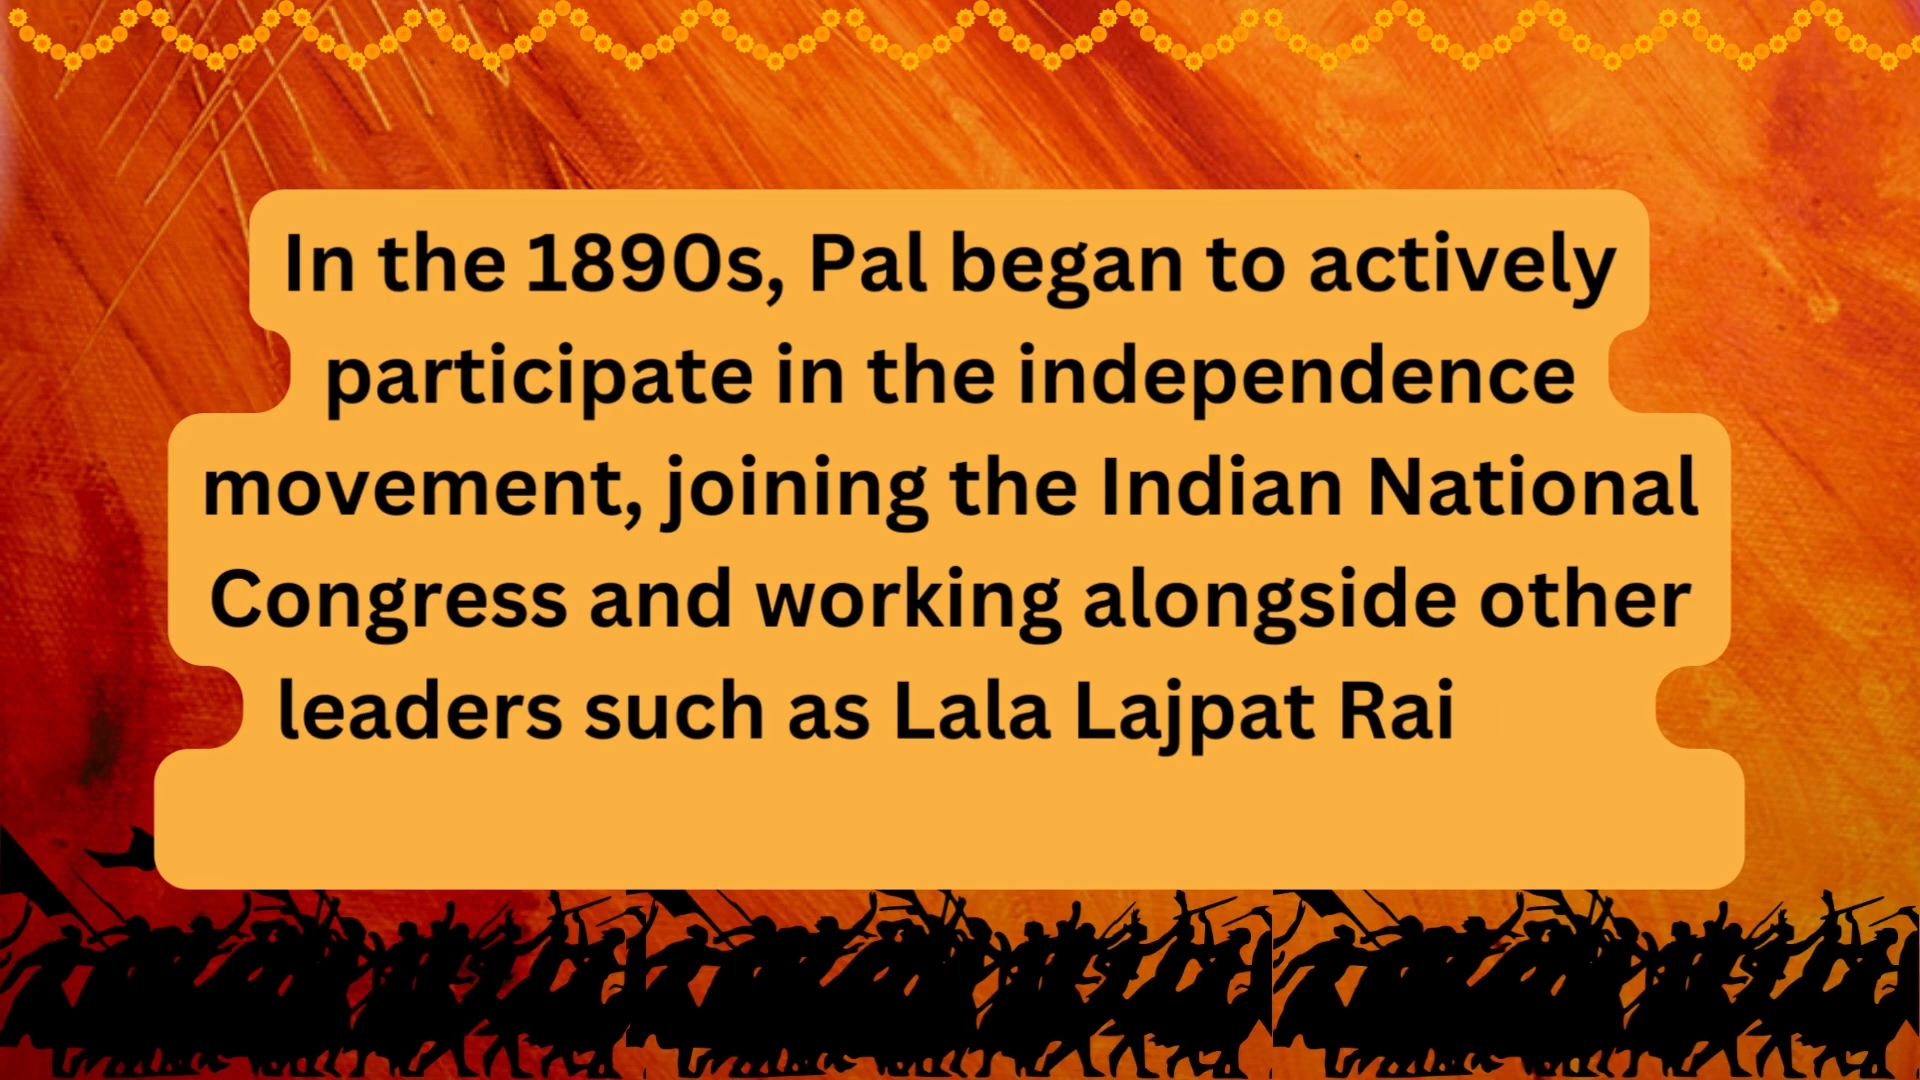 In the 1890s, Pal began to actively
participate in the independence
movement, joining the Indian National
Congress and working alongside other
leaders such as Lala Lajpat Rai